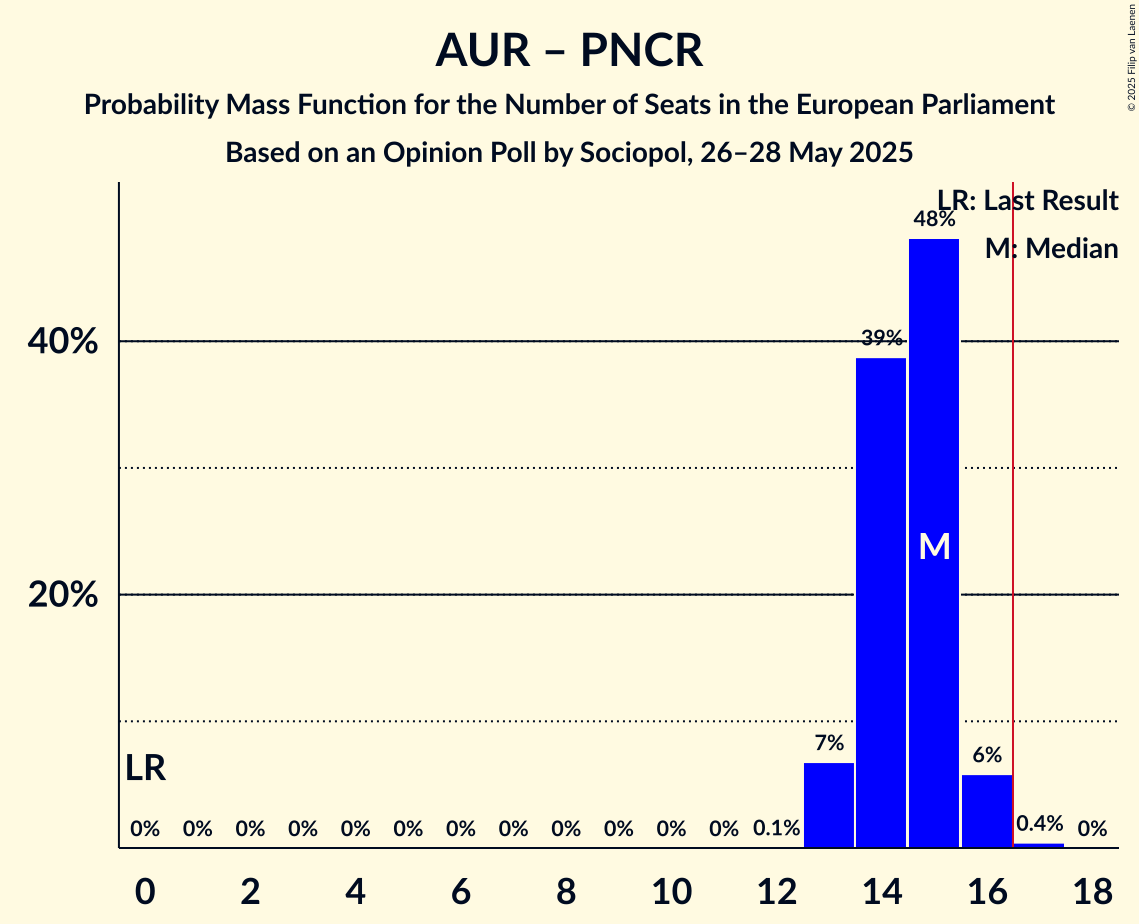 AUR – PNCR
Probability Mass Function for the Number of Seats in the European Parliament
Based on an Opinion Poll by Sociopol, 26–28 May 2025
© 2025 Filip van Laenen
LR: Last Result
M: Median
40%
20%
LR
M
0% 0% 0% 0% 0% 0% 0% 0% 0% 0% 0% 0% 0.1% 7% 39% 48% 6% 0.4% 0%
0 2 4 6 8 10 12 14 16 18